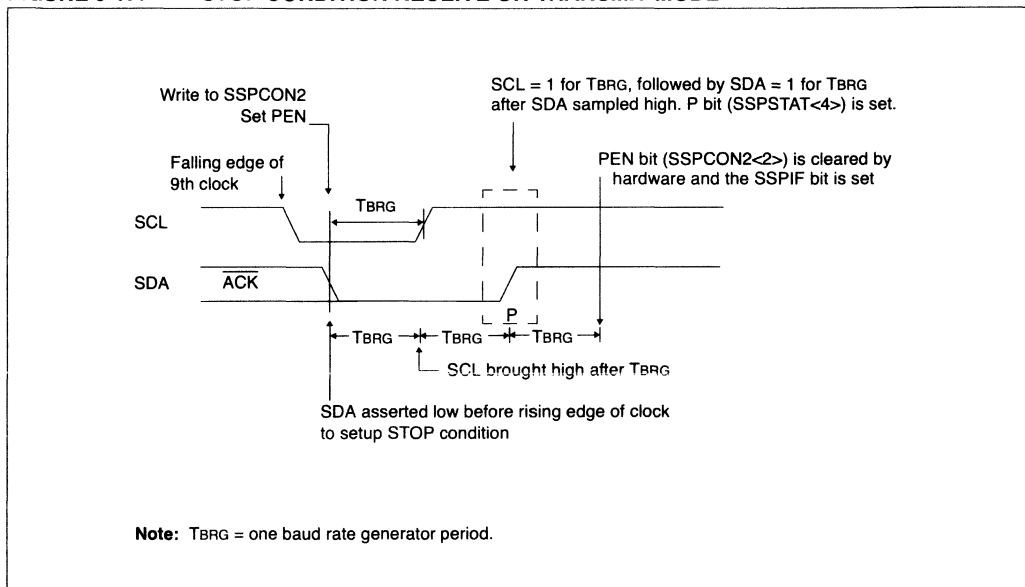 SCL = 1 for TBRG, followed by SDA = 1 for TBRG
after SDA sampled high. P bit (SSPSTAT<4>) is set.
Write to SSPCON2
Set PEN
PEN bit (SSPCON2<2>) is cleared by
hardware and the SSPIF bit is set
Falling edge of
9th clock
TBRG
SCL
SDA
ACK
P
TBRG
TBRG
TBRG
SCL brought high after TBRG
SDA asserted low before rising edge of clock
to setup STOP condition
Note: TBRG = one baud rate generator period.